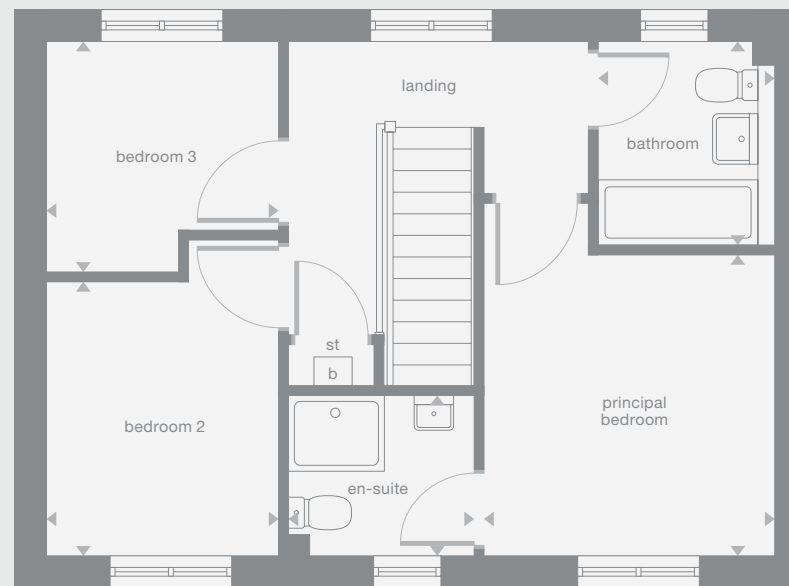 landing
bedroom 3
bathroom
st
b
principal
bedroom
bedroom 2
en-suite